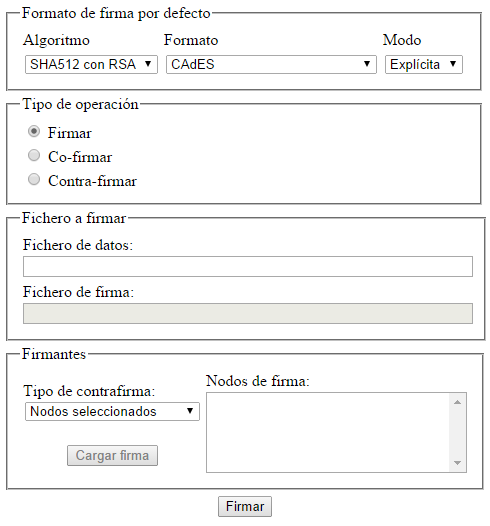 Formato de firma por defecto
Algoritmo Formato Modo
SHA512 con RSA CAdES Explícita
Tipo de operación
Firmar
Co-firmar
Contra-firmar
Fichero a firmar
Fichero de datos:
Fichero de firma:
Firmantes
Tipo de contrafirma:
Nodos seleccionados
Cargar firma
Nodos de firma:
Firmar